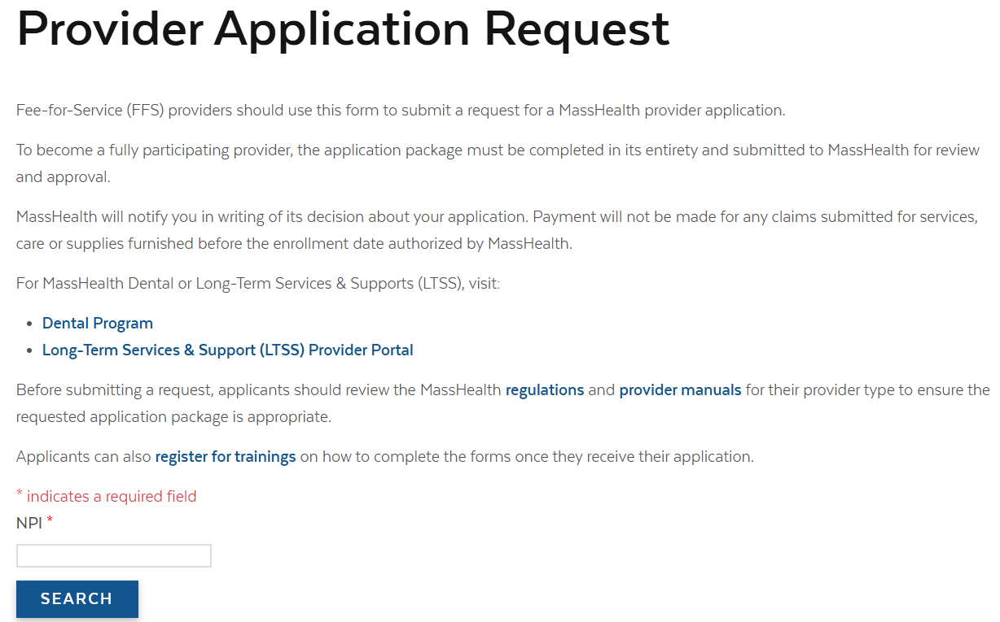 Provider Application Request
Fee-for-Service (FFS) providers should use this form to submit a request for a MassHealth provider application.
To become a fully participating provider, the application package must be completed in its entirety and submitted to MassHealth for review
and approval.
MassHealth will notify you in writing of its decision about your application. Payment will not be made for any claims submitted for services,
care or supplies furnished before the enrollment date authorized by MassHealth.
For MassHealth Dental or Long-Term Services & Supports (LTSS), visit:
• Dental Program
• Long-Term Services & Support (LTSS) Provider Portal
Before submitting a request, applicants should review the MassHealth regulations and provider manuals for their provider type to ensure the
requested application package is appropriate.
Applicants can also register for trainings on how to complete the forms once they receive their application.
* indicates a required field
NPI *
SEARCH